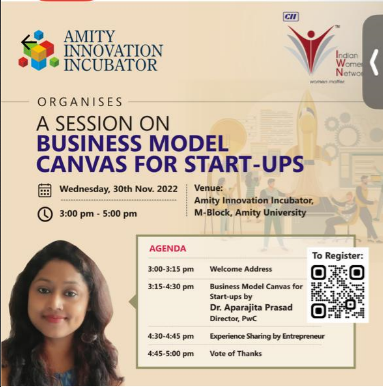 CII
AMITY
INNOVATION
INCUBATOR
Indian
Women
Network
women matter
ORGANISES
A SESSION ON
BUSINESS MODEL
CANVAS FOR START-UPS
Wednesday, 30th Nov. 2022
3:00 pm - 5:00 pm
Venue:
Amity Innovation Incubator,
M-Block, Amity University
AGENDA
3:00-3:15 pm Welcome Address
3:15-4:30 pm Business Model Canvas for
Start-ups by
Dr. Aparajita Prasad
Director, PwC
4:30-4:45 pm Experience Sharing by Entrepreneur
4:45-5:00 pm Vote of Thanks
To Register: